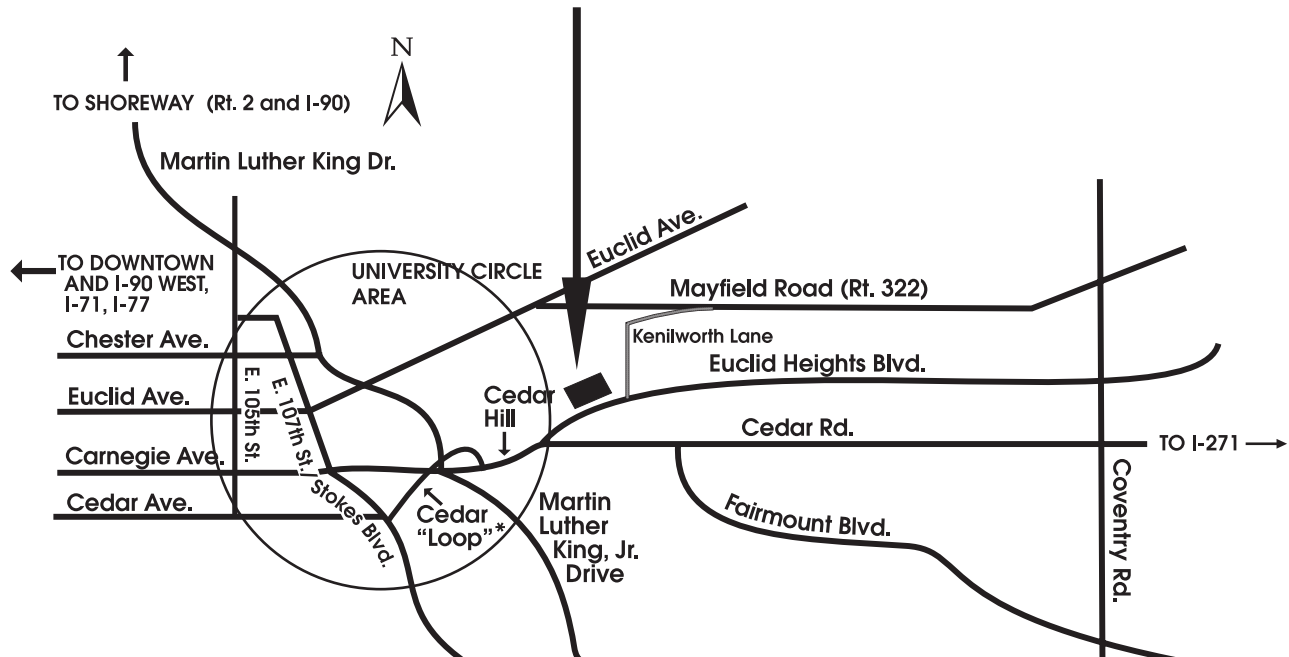 N
TO SHOREWAY (Rt. 2 and I-90)
Martin Luther King Dr.
TO DOWNTOWN
AND I-90 WEST,
I-71, I-77
UNIVERSITY CIRCLE
AREA
Euclid Ave.
Mayfield Road (Rt. 322)
Kenilworth Lane
Chester Ave.
Euclid Heights Blvd.
Euclid Ave.
E. 105th St.
E. 107th St./Stokes Blvd.
Cedar
Hill
Cedar Rd.
TO I-271
Carnegie Ave.
Cedar Ave.
Cedar
“Loop”*
Martin
Luther
King, Jr.
Drive
Fairmount Blvd.
Coventry Rd.